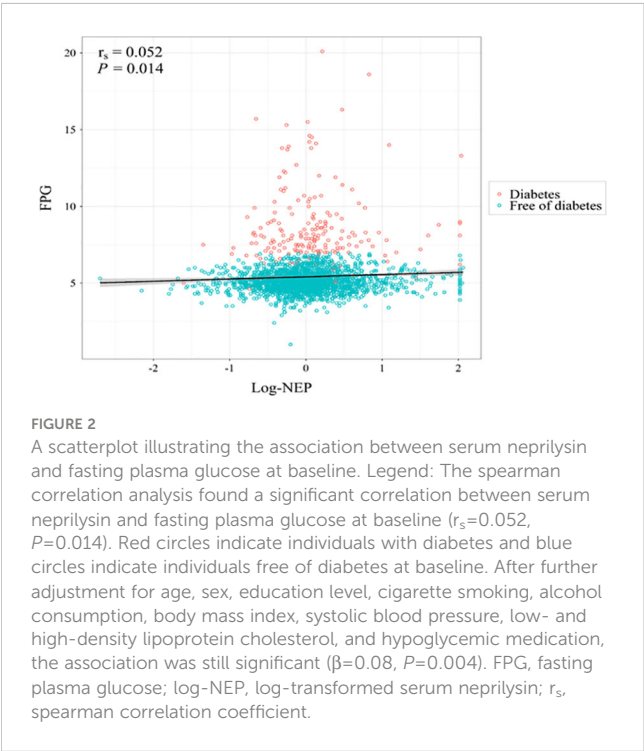 r_s = 0.052
P = 0.014
20
15
10
5
FPG
-2 -1 0 1 2
Log-NEP
Diabetes
Free of diabetes
FIGURE 2
A scatterplot illustrating the association between serum neprilysin
and fasting plasma glucose at baseline. Legend: The spearman
correlation analysis found a significant correlation between serum
neprilysin and fasting plasma glucose at baseline (rₛ=0.052,
P=0.014). Red circles indicate individuals with diabetes and blue
circles indicate individuals free of diabetes at baseline. After further
adjustment for age, sex, education level, cigarette smoking, alcohol
consumption, body mass index, systolic blood pressure, low- and
high-density lipoprotein cholesterol, and hypoglycemic medication,
the association was still significant (β=0.08, P=0.004). FPG, fasting
plasma glucose; log-NEP, log-transformed serum neprilysin; rₛ,
spearman correlation coefficient.